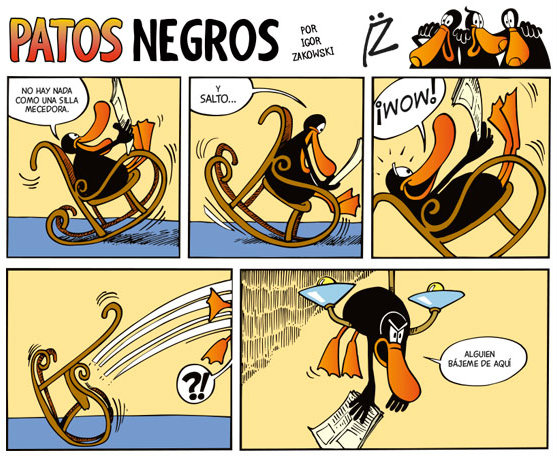 PATOS NEGROS
POR
IGOR
ZAKOWSKI
IZ
NO HAY NADA
COMO UNA SILLA
MECEDORA.
Y
SALTO...
¡WOW!
?!
ALGUIEN
BÁJEME DE AQUÍ